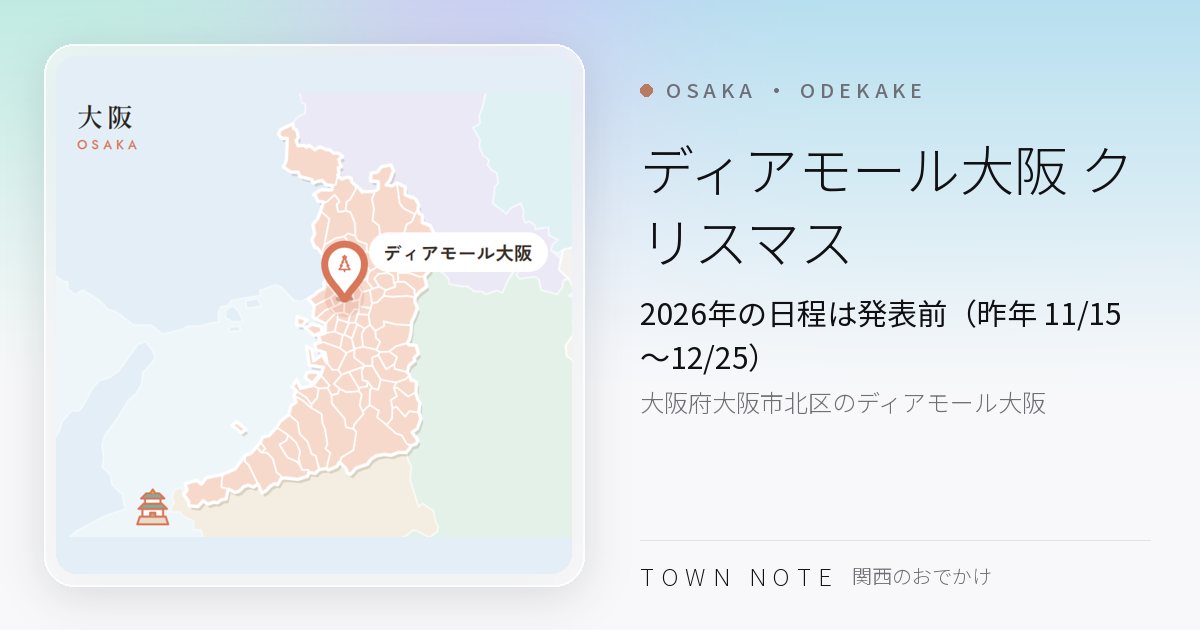 大阪
OSAKA
ディアモール大阪
OSAKA ・ ODEKAKE
ディアモール大阪 ク
リスマス
2026年の日程は発表前（昨年 11/15
〜12/25）
大阪府大阪市北区のディアモール大阪
TOWN NOTE 関西のおでかけ